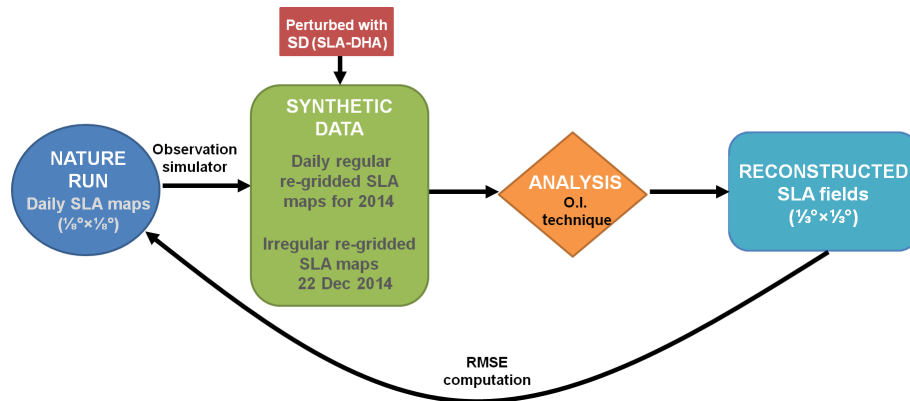 Perturbed with
SD (SLA-DHA)
NATURE
RUN
Daily SLA maps
(⅛°×⅛°)
Observation
simulator
SYNTHETIC
DATA
Daily regular
re-gridded SLA
maps for 2014
Irregular re-gridded
SLA maps
22 Dec 2014
ANALYSIS
O.I.
technique
RECONSTRUCTED
SLA fields
(⅓°×⅓°)
RMSE
computation